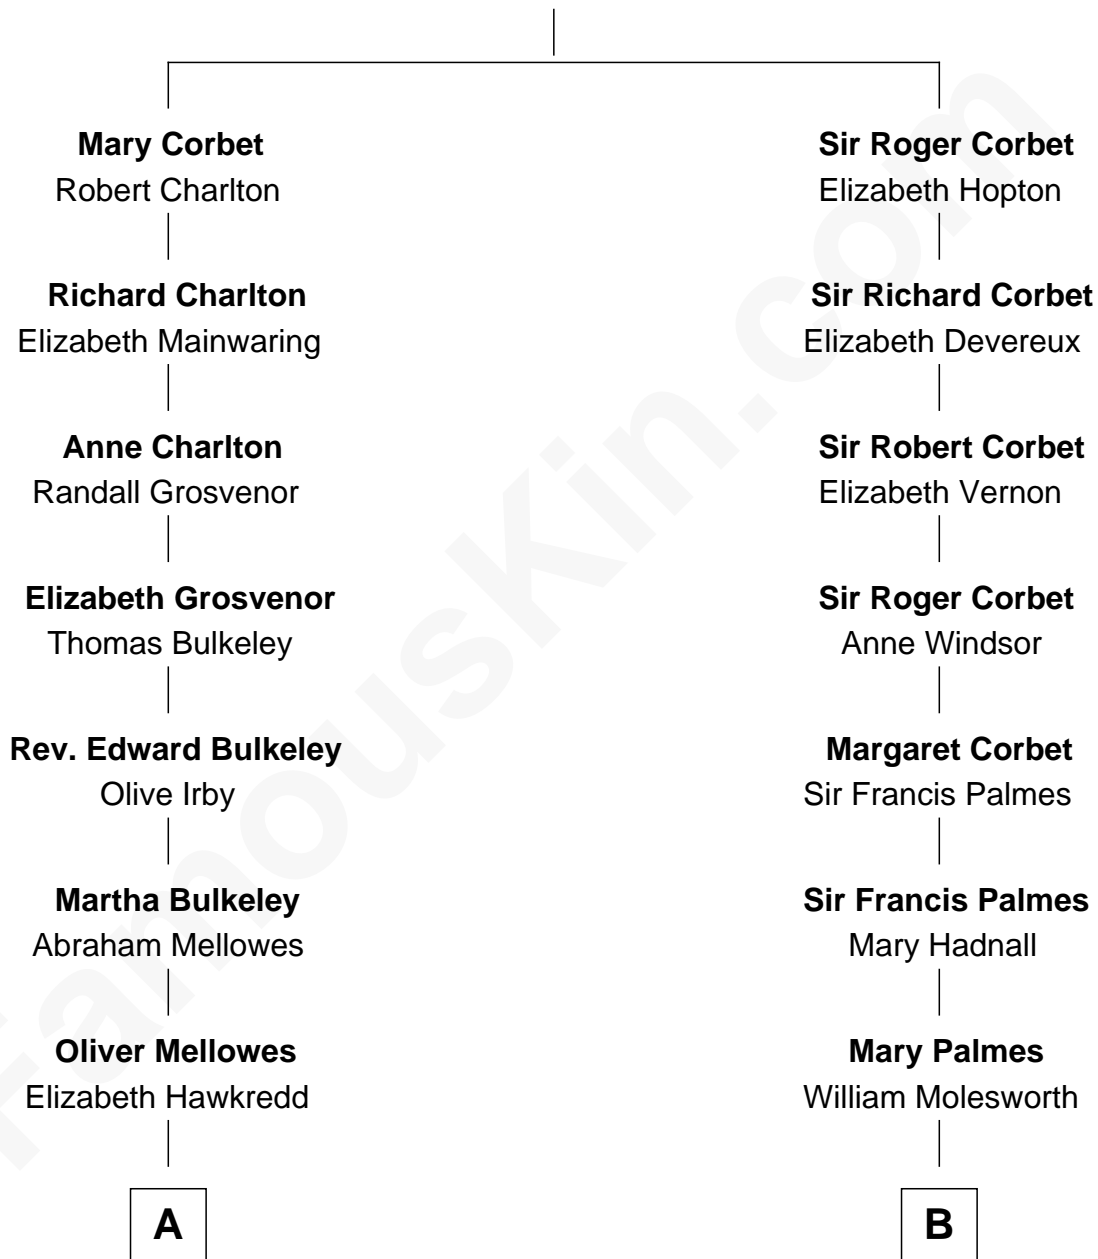 Mary Corbet
Robert Charlton
Richard Charlton
Elizabeth Mainwaring
Anne Charlton
Randall Grosvenor
Elizabeth Grosvenor
Thomas Bulkeley
Rev. Edward Bulkeley
Olive Irby
Martha Bulkeley
Abraham Mellowes
Oliver Mellowes
Elizabeth Hawkredd
A
Sir Roger Corbet
Elizabeth Hopton
Sir Richard Corbet
Elizabeth Devereux
Sir Robert Corbet
Elizabeth Vernon
Sir Roger Corbet
Anne Windsor
Margaret Corbet
Sir Francis Palmes
Sir Francis Palmes
Mary Hadnall
Mary Palmes
William Molesworth
B
FamousKin.com